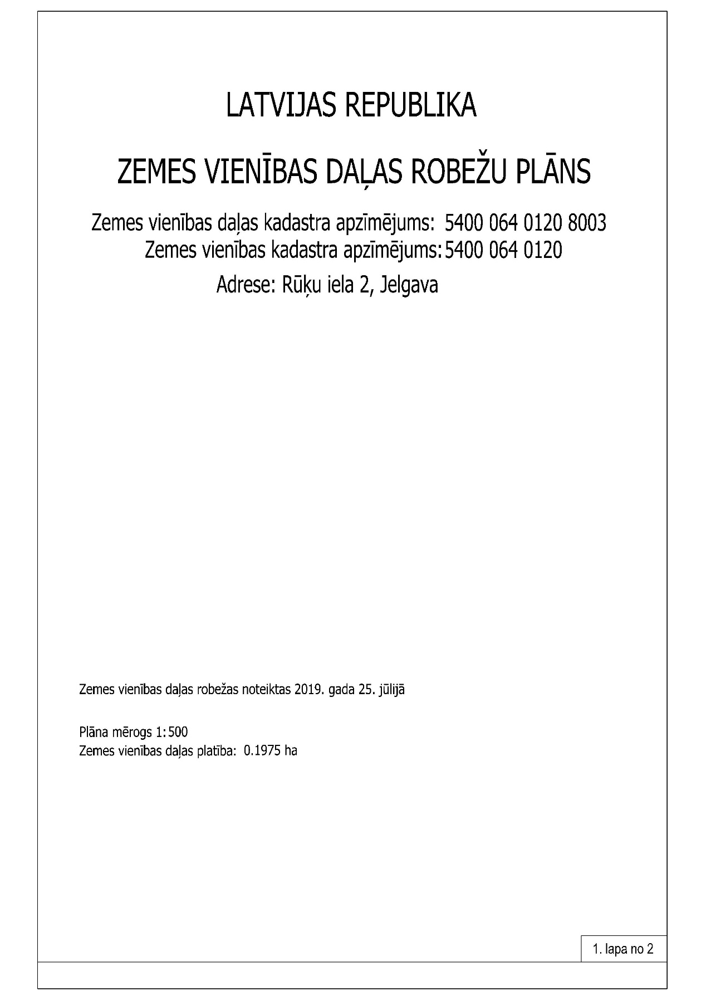 LATVIJAS REPUBLIKA
ZEMES VIENĪBAS DAĻAS ROBEŽU PLĀNS
Zemes vienības daļas kadastra apzīmējums: 5400 064 0120 8003
Zemes vienības kadastra apzīmējums: 5400 064 0120
Adrese: Rūķu iela 2, Jelgava
Zemes vienības daļas robežas noteiktas 2019. gada 25. jūlijā
Plāna mērogs 1:500
Zemes vienības daļas platība: 0.1975 ha
1. lapa no 2